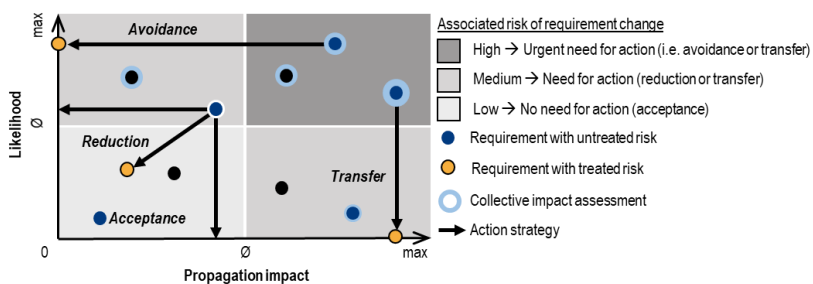 max
Likelihood
Ø
0
Ø
max
Propagation impact
Avoidance
Reduction
Acceptance
Transfer
Associated risk of requirement change
High → Urgent need for action (i.e. avoidance or transfer)
Medium → Need for action (reduction or transfer)
Low → No need for action (acceptance)
Requirement with untreated risk
Requirement with treated risk
Collective impact assessment
Action strategy